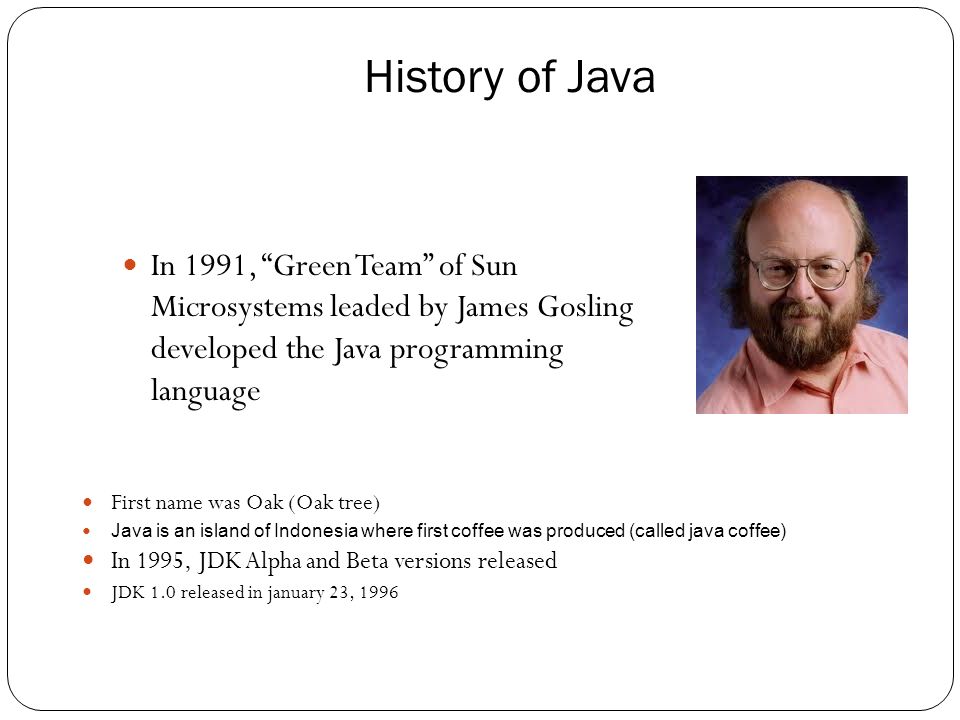 History of Java
In 1991, “Green Team” of Sun
Microsystems leaded by James Gosling
developed the Java programming
language
First name was Oak (Oak tree)
Java is an island of Indonesia where first coffee was produced (called java coffee)
In 1995, JDK Alpha and Beta versions released
JDK 1.0 released in january 23, 1996